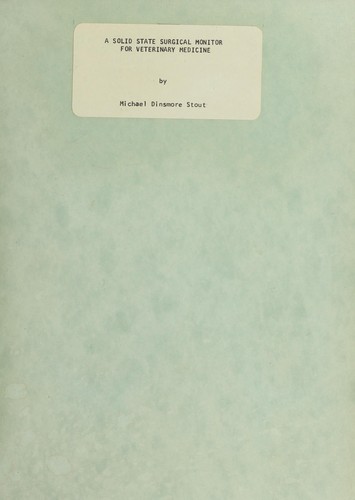 A SOLID STATE SURGICAL MONITOR
FOR VETERINARY MEDICINE
by
Michael Dinsmore Stout